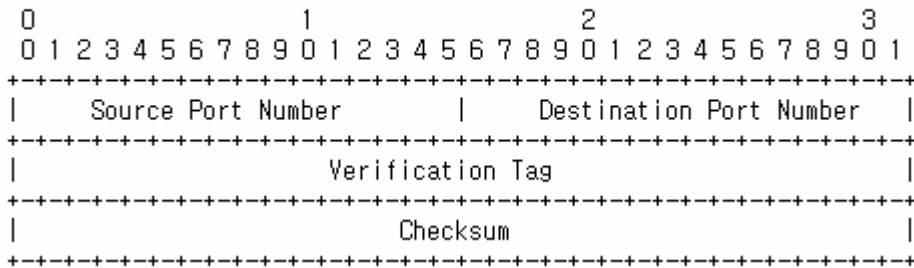 0 1 2 3
0 1 2 3 4 5 6 7 8 9 0 1 2 3 4 5 6 7 8 9 0 1 2 3 4 5 6 7 8 9 0 1
+-+-+-+-+-+-+-+-+-+-+-+-+-+-+-+-+-+-+-+-+-+-+-+-+-+-+-+-+-+-+-+-+
| Source Port Number | Destination Port Number |
+-+-+-+-+-+-+-+-+-+-+-+-+-+-+-+-+-+-+-+-+-+-+-+-+-+-+-+-+-+-+-+-+
| Verification Tag |
+-+-+-+-+-+-+-+-+-+-+-+-+-+-+-+-+-+-+-+-+-+-+-+-+-+-+-+-+-+-+-+-+
| Checksum |
+-+-+-+-+-+-+-+-+-+-+-+-+-+-+-+-+-+-+-+-+-+-+-+-+-+-+-+-+-+-+-+-+